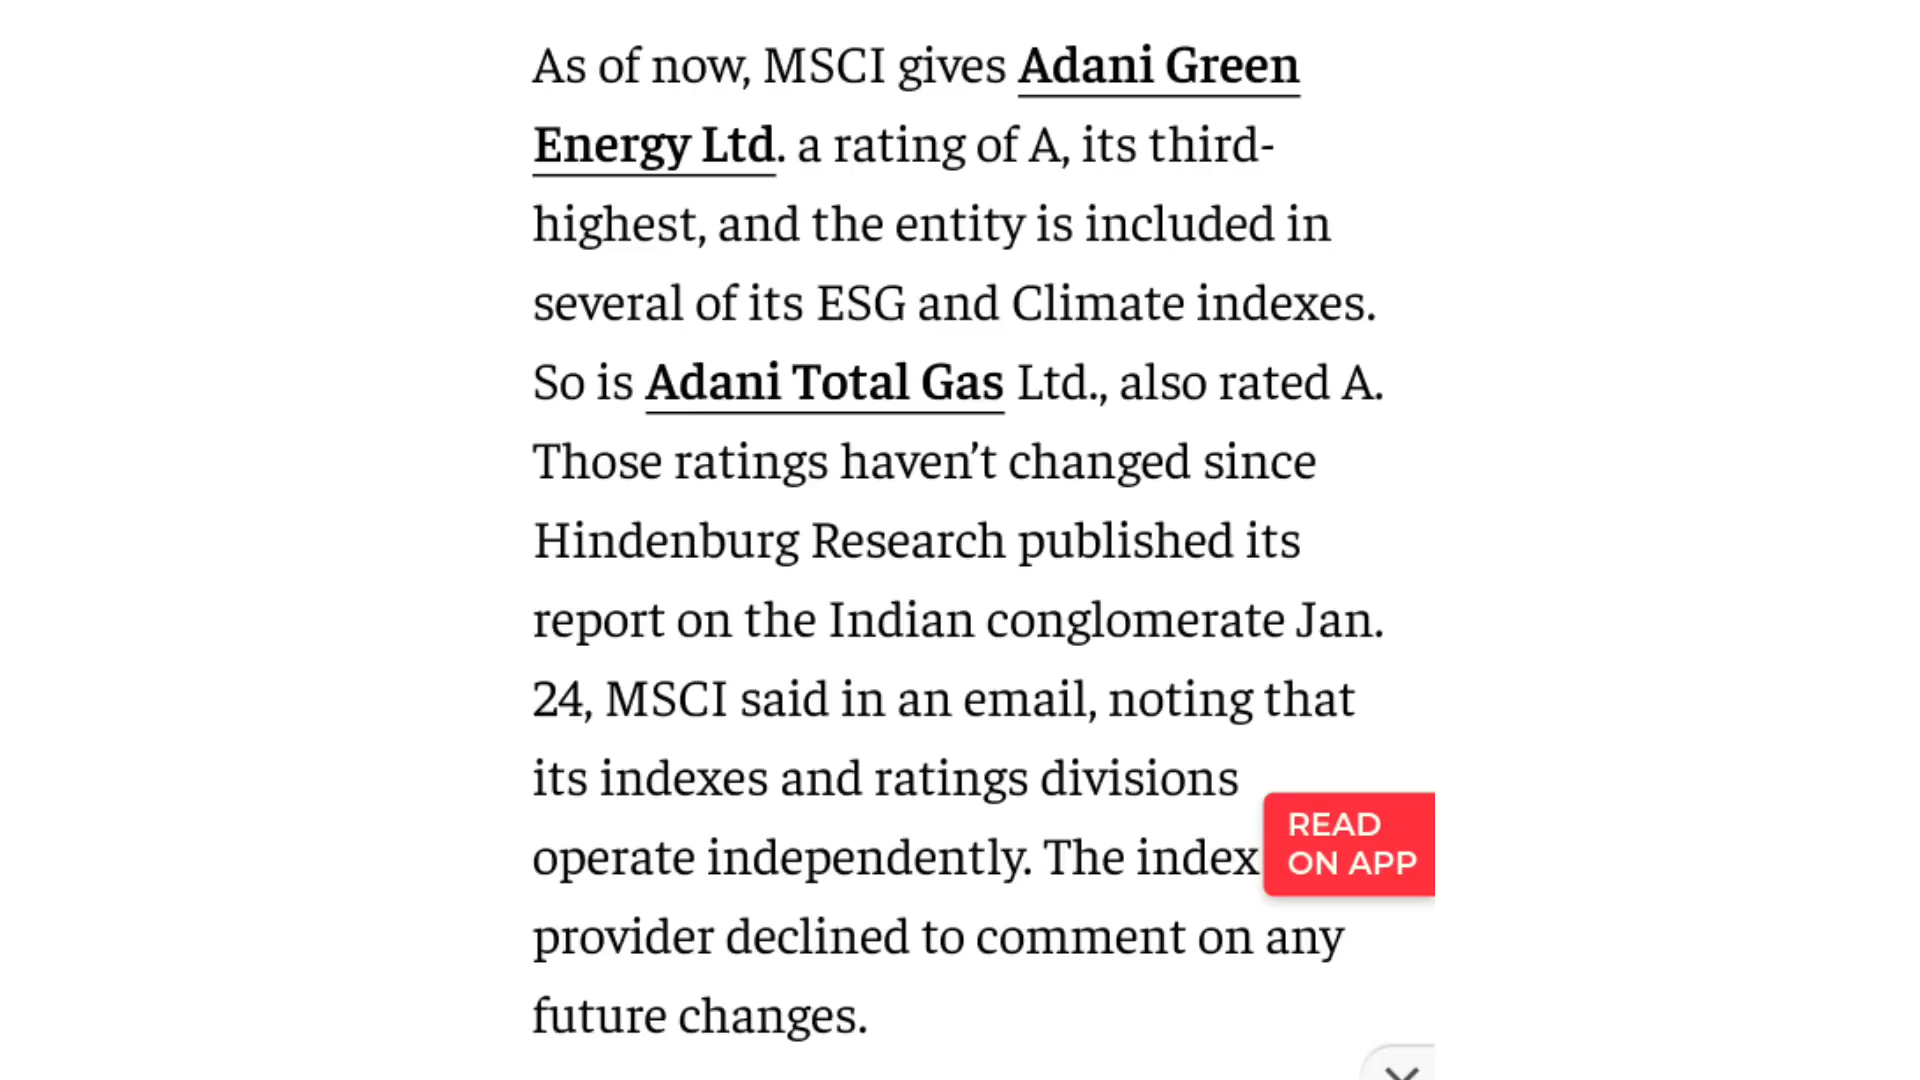 As of now, MSCI gives Adani Green
Energy Ltd. a rating of A, its third-
highest, and the entity is included in
several of its ESG and Climate indexes.
So is Adani Total Gas Ltd., also rated A.
Those ratings haven’t changed since
Hindenburg Research published its
report on the Indian conglomerate Jan.
24, MSCI said in an email, noting that
its indexes and ratings divisions
operate independently. The index
provider declined to comment on any
future changes.
READ
ON APP